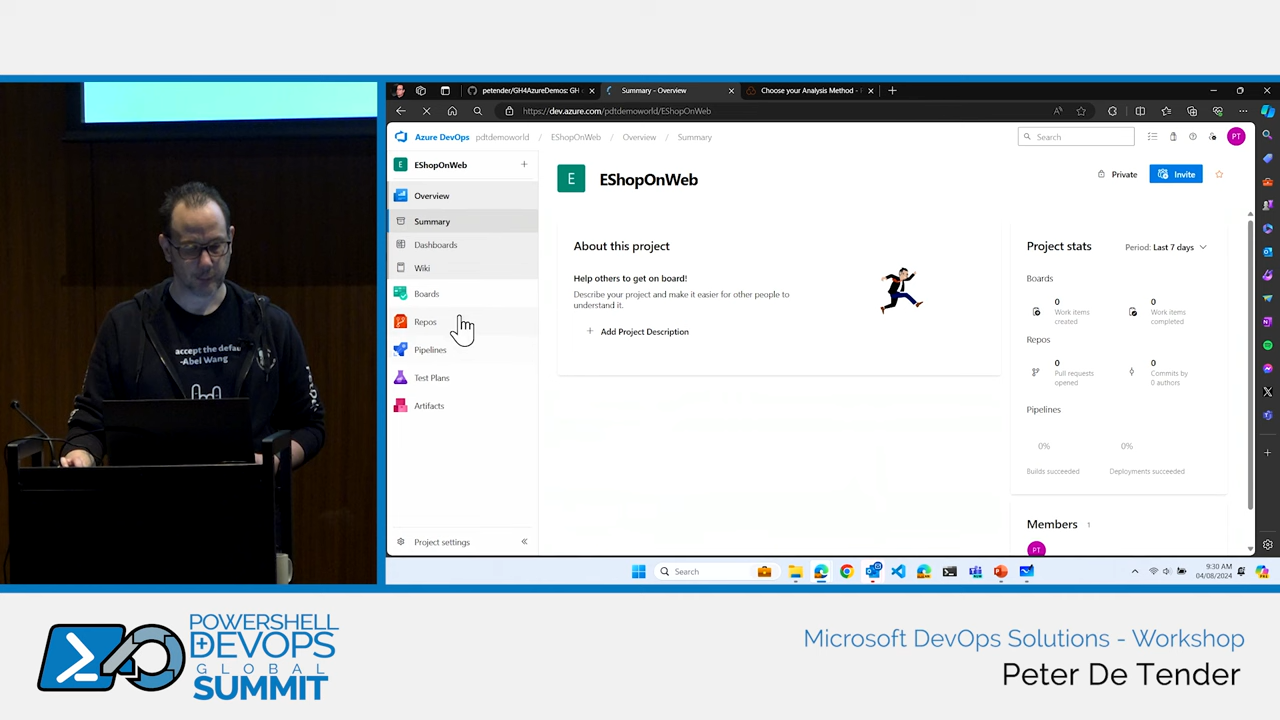 accept the defau
-Abel Wang
petender/GH4AzureDemos: GH c
Summary - Overview
Choose your Analysis Method - P
https://dev.azure.com/pdtdemoworld/EShopOnWeb
Azure DevOps
pdtdemoworld / EShopOnWeb / Overview / Summary
Search
PT
E EShopOnWeb +
Overview
Summary
Dashboards
Wiki
Boards
Repos
Pipelines
Test Plans
Artifacts
Project settings
E EShopOnWeb
Private
Invite
About this project
Help others to get on board!
Describe your project and make it easier for other people to
understand it.
+ Add Project Description
Project stats
Period: Last 7 days
Boards
0
Work items
created
0
Work items
completed
Repos
0
Pull requests
opened
0
Commits by
0 authors
Pipelines
0%
0%
Builds succeeded
Deployments succeeded
Members 1
PT
Search
9:30 AM
04/08/2024
POWERSHELL
+ DEVOPS
GLOBAL
SUMMIT
Microsoft DevOps Solutions - Workshop
Peter De Tender